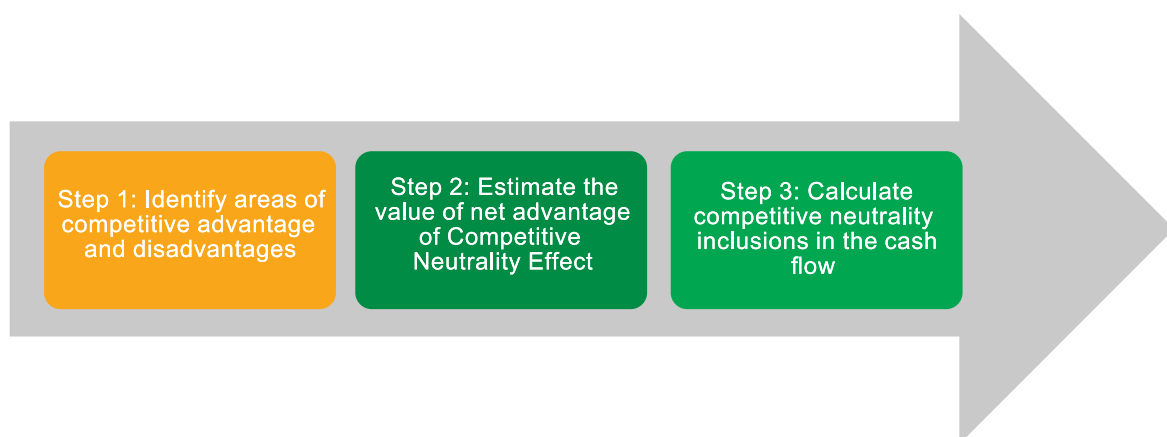 Step 1: Identify areas of
competitive advantage
and disadvantages
Step 2: Estimate the
value of net advantage
of Competitive
Neutrality Effect
Step 3: Calculate
competitive neutrality
inclusions in the cash
flow